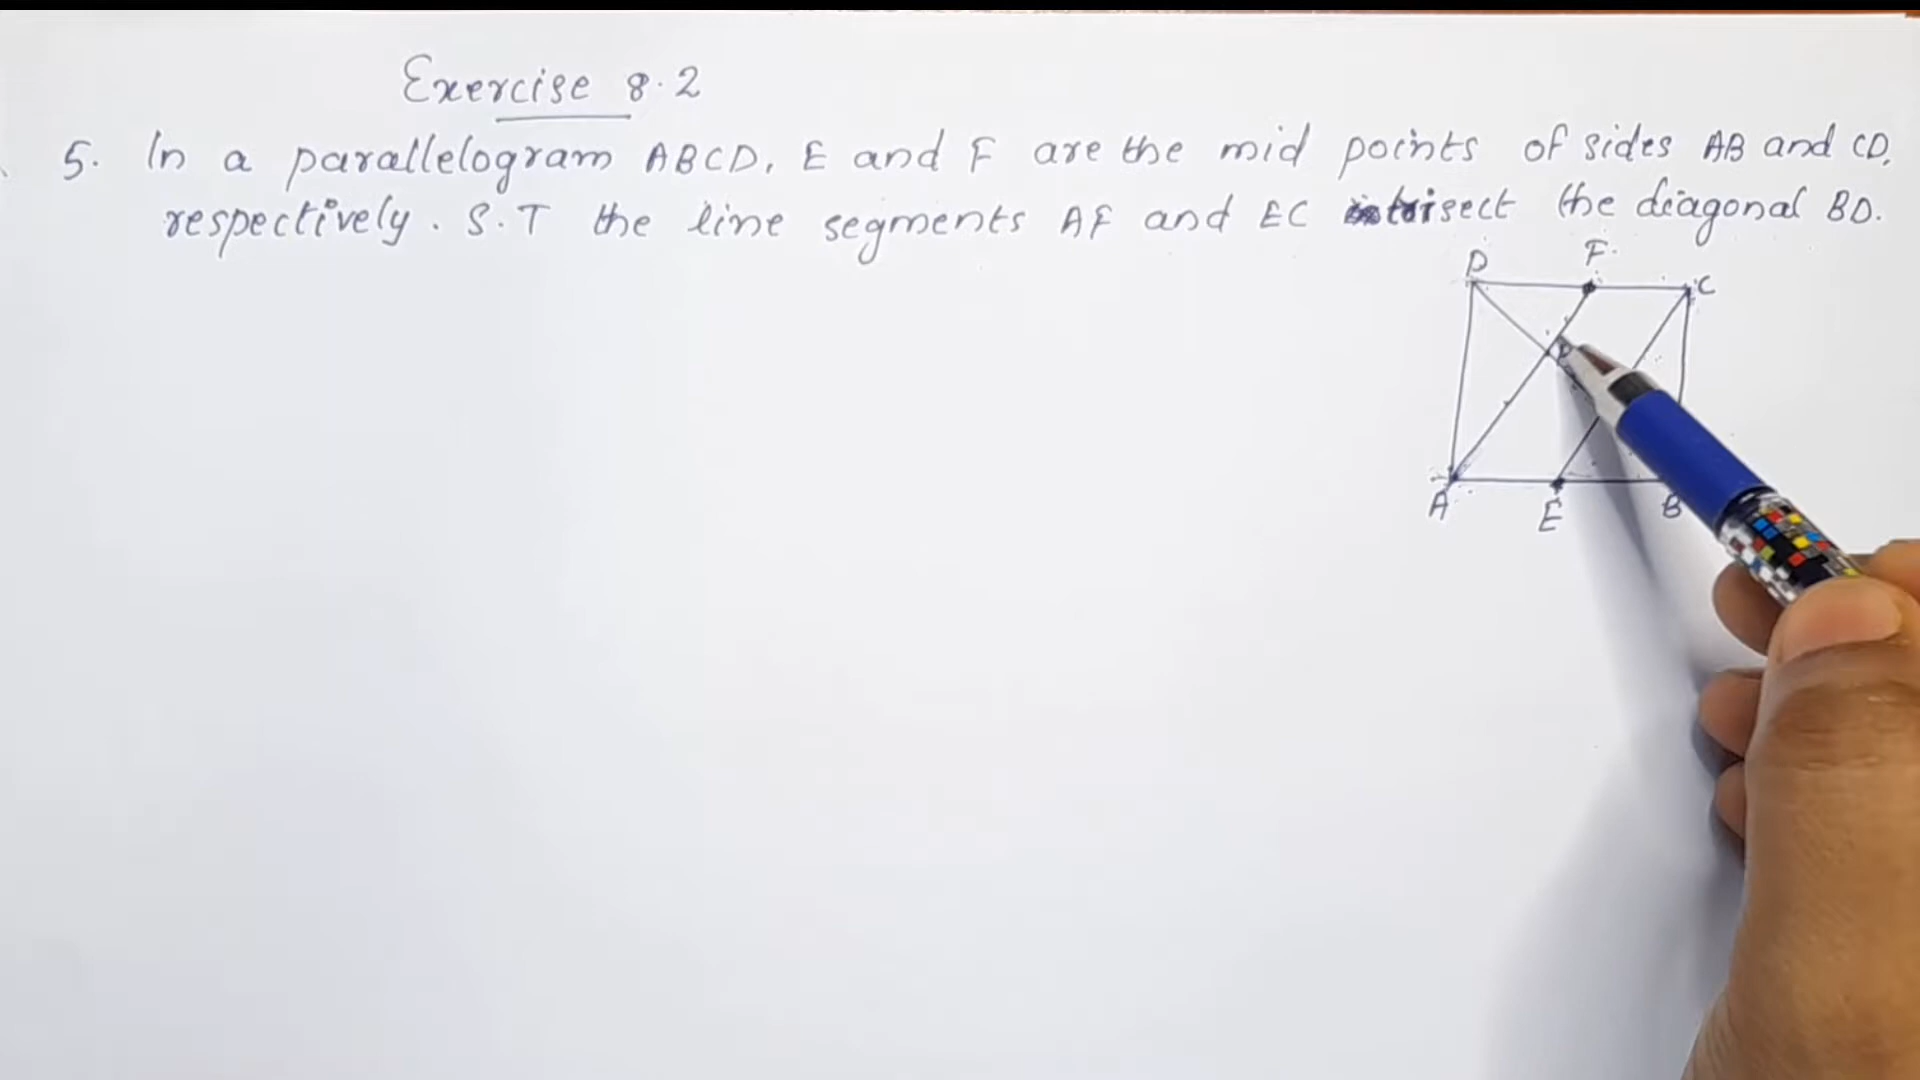 Exercise 8.2
5. In a parallelogram ABCD, E and F are the mid points of sides AB and CD,
respectively. S.T the line segments AF and EC trisect the diagonal BD.
D F. C
P
A E B